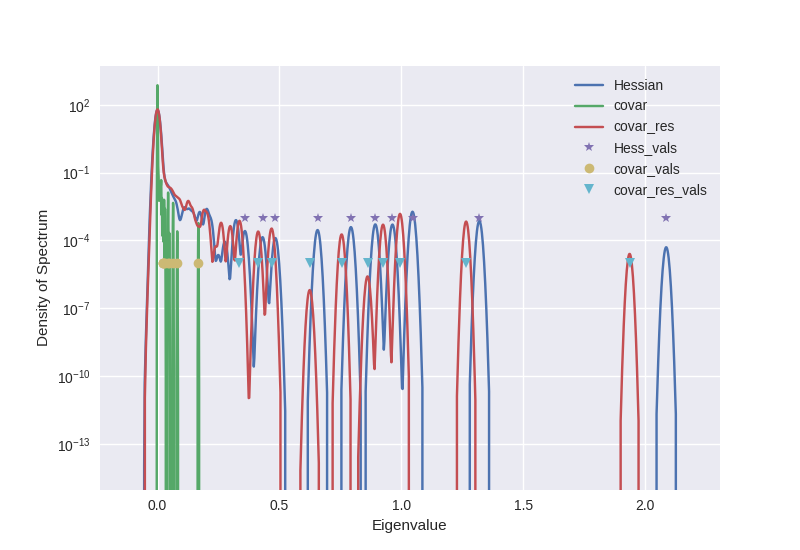 Hessian
covar
covar_res
Hess_vals
covar_vals
covar_res_vals
10^2
10^-1
10^-4
10^-7
10^-10
10^-13
Density of Spectrum
0.0 0.5 1.0 1.5 2.0
Eigenvalue